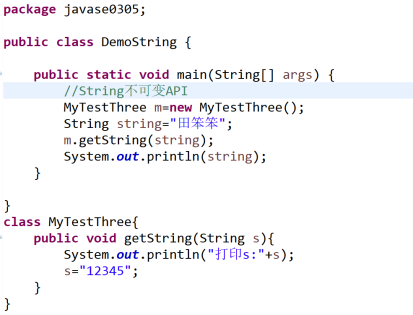 package javase0305;
public class DemoString {
public static void main(String[] args) {
//String不可变API
MyTestThree m=new MyTestThree();
String string="田笨笨";
m.getString(string);
System.out.println(string);
}
}
class MyTestThree{
public void getString(String s){
System.out.println("打印s:"+s);
s="12345";
}
}